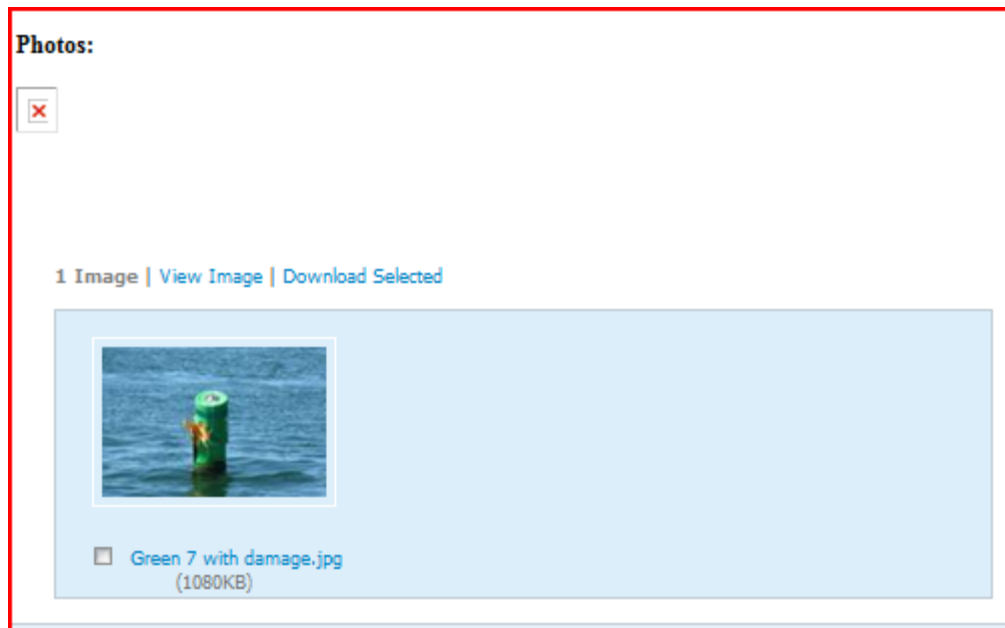 Photos:
1 Image | View Image | Download Selected
Green 7 with damage.jpg
(1080KB)